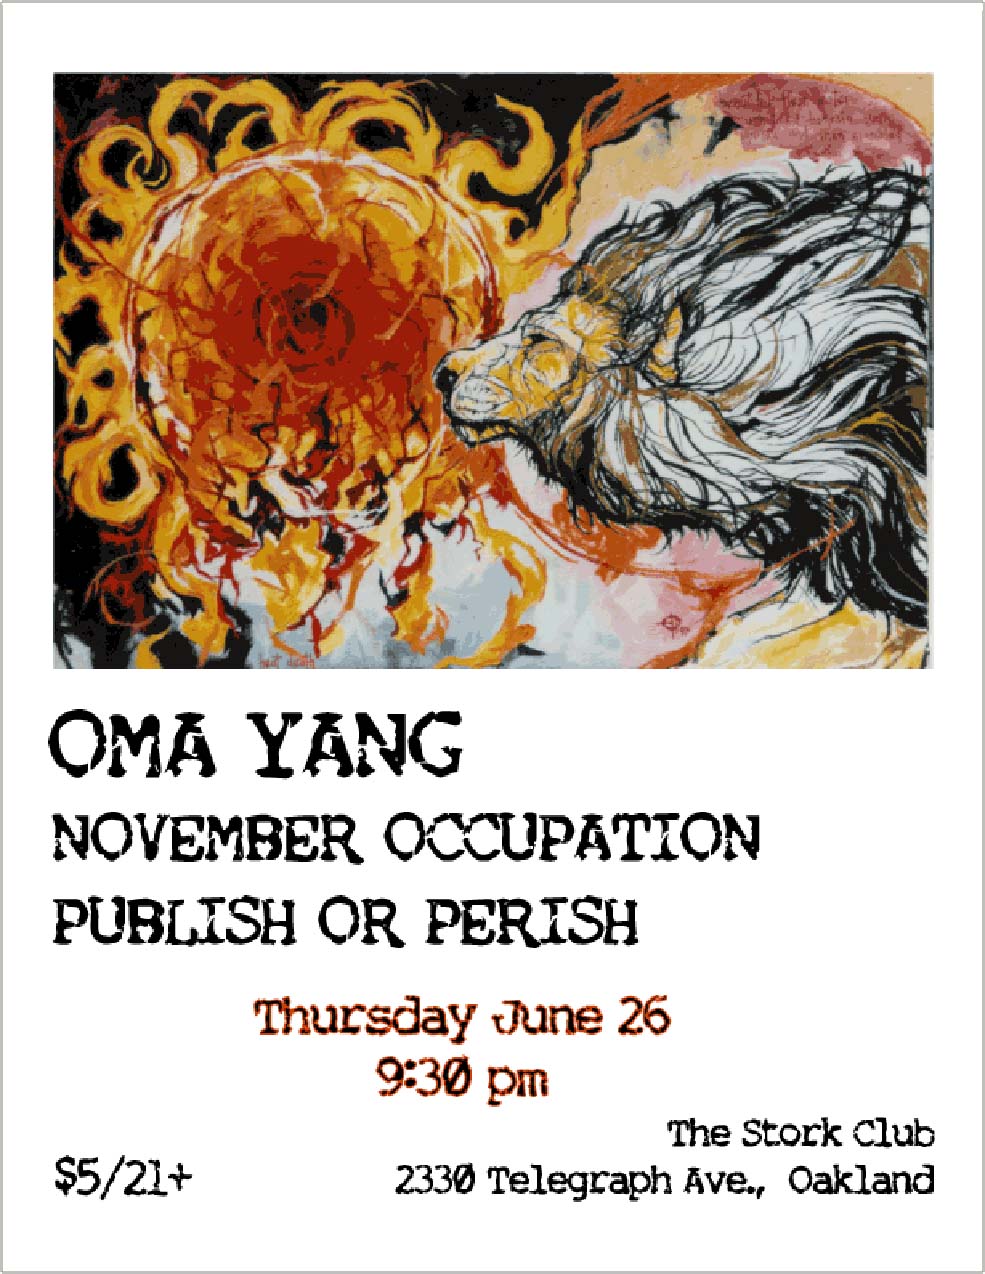 OMA YANG
NOVEMBER OCCUPATION
PUBLISH OR PERISH
Thursday June 26
9:30 pm
The Stork Club
$5/21+
2330 Telegraph Ave., Oakland